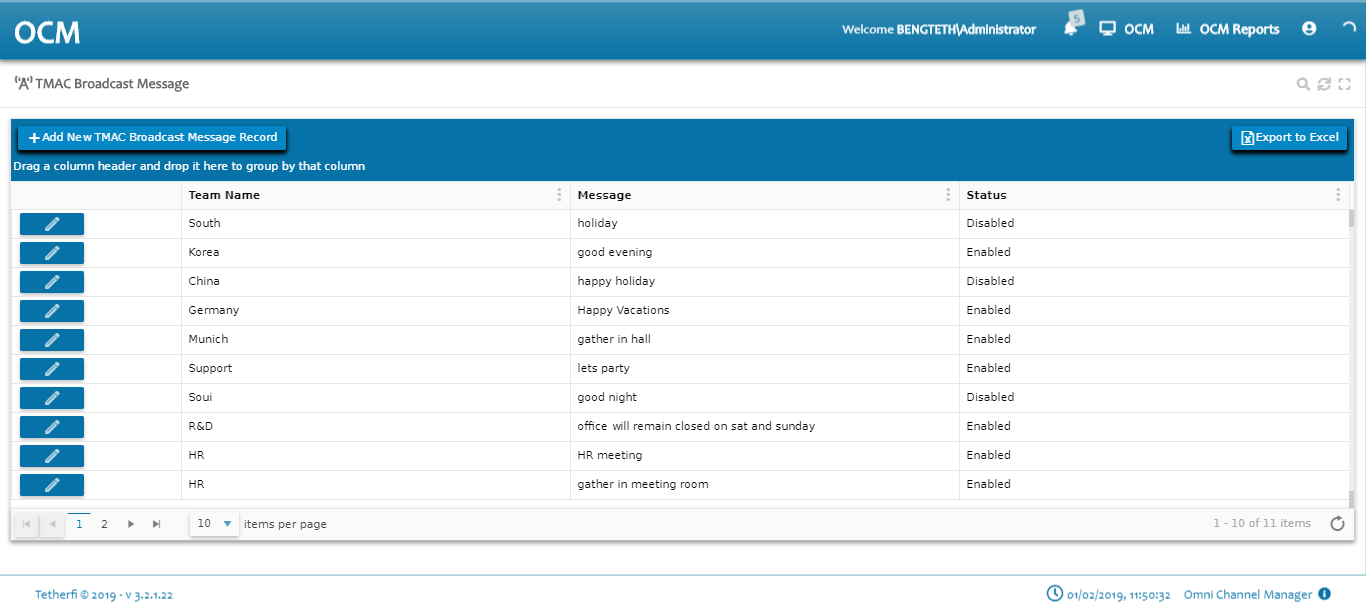 OCM
Welcome BENGTETH\Administrator 5 OCM OCM Reports
TMAC Broadcast Message
Add New TMAC Broadcast Message Record Export to Excel
Drag a column header and drop it here to group by that column
Team Name Message Status
South holiday Disabled
Korea good evening Enabled
China happy holiday Disabled
Germany Happy Vacations Enabled
Munich gather in hall Enabled
Support lets party Enabled
Soui good night Disabled
R&D office will remain closed on sat and sunday Enabled
HR HR meeting Enabled
HR gather in meeting room Enabled
1 2 10 items per page 1 - 10 of 11 items
Tetherfi © 2019 - v 3.2.1.22 01/02/2019, 11:50:32 Omni Channel Manager